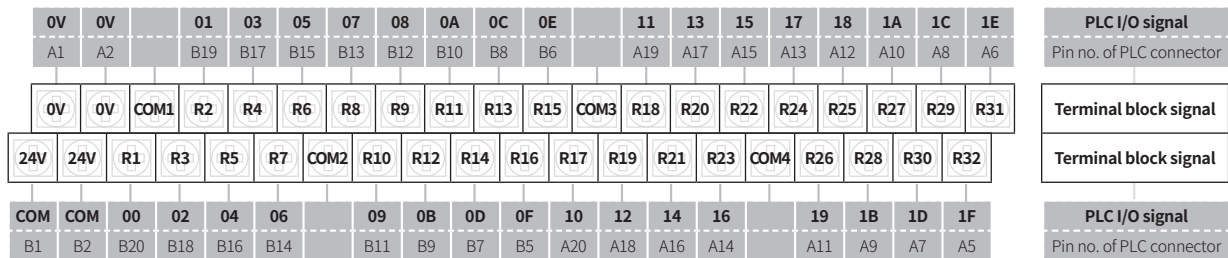 0V 0V 01 03 05 07 08 0A 0C 0E 11 13 15 17 18 1A 1C 1E PLC I/O signal
A1 A2 B19 B17 B15 B13 B12 B10 B8 B6 A19 A17 A15 A13 A12 A10 A8 A6 Pin no. of PLC connector
0V 0V COM1 R2 R4 R6 R8 R9 R11 R13 R15 COM3 R18 R20 R22 R24 R25 R27 R29 R31 Terminal block signal
24V 24V R1 R3 R5 R7 COM2 R10 R12 R14 R16 R17 R19 R21 R23 COM4 R26 R28 R30 R32 Terminal block signal
COM COM 00 02 04 06 09 0B 0D 0F 10 12 14 16 19 1B 1D 1F PLC I/O signal
B1 B2 B20 B18 B16 B14 B11 B9 B7 B5 A20 A18 A16 A14 A11 A9 A7 A5 Pin no. of PLC connector